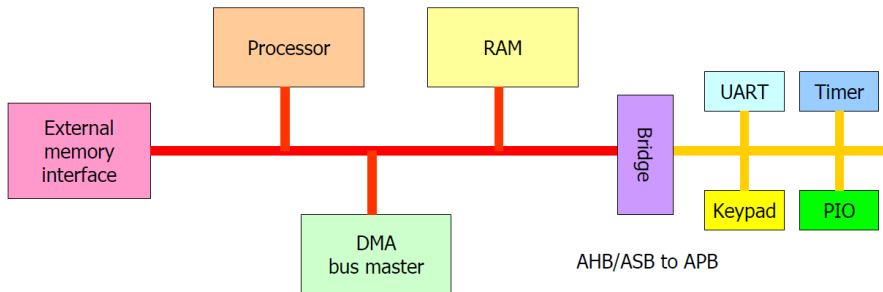 Processor
RAM
External
memory
interface
DMA
bus master
Bridge
UART
Timer
Keypad
PIO
AHB/ASB to APB